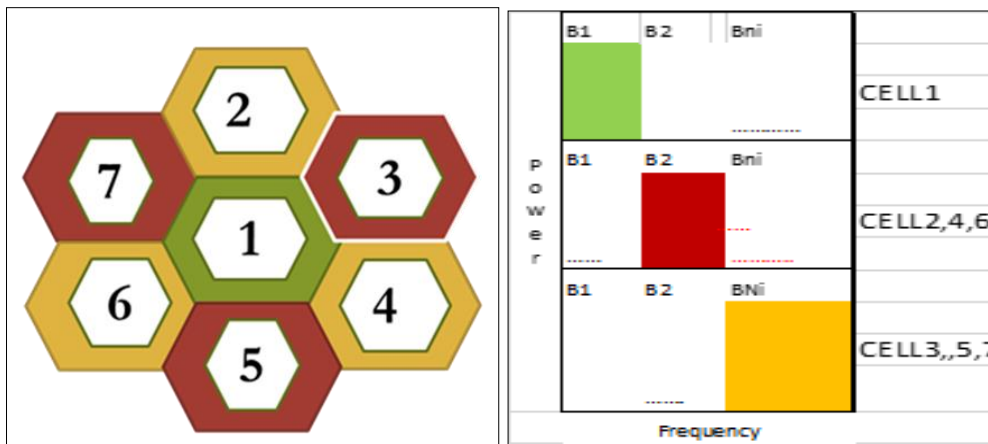 2
7
3
1
6
4
5
B1 B2 Bni
CELL1
B1 B2 Bni
CELL2,4,6
B1 B2 BNi
CELL3,,5,7
Power
Frequency